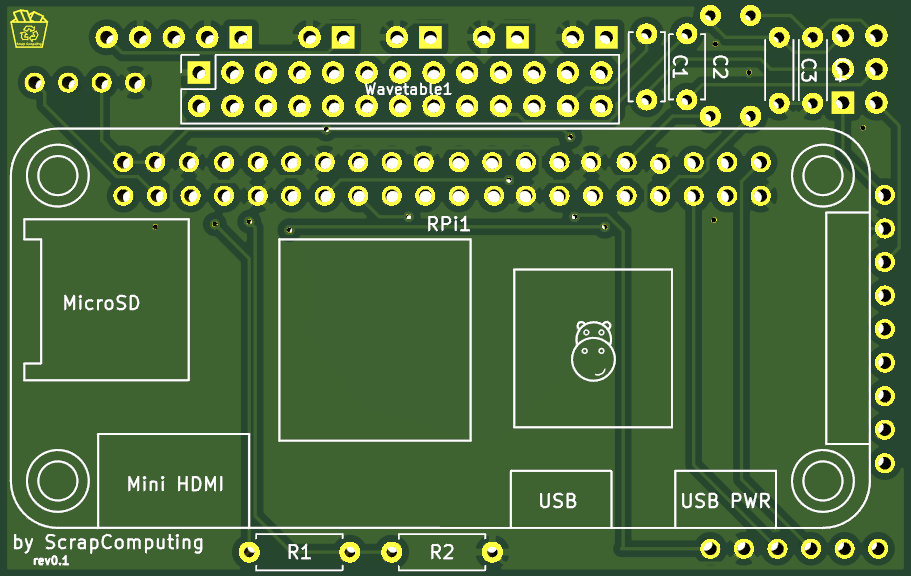 Scrap Computing
Wavetable1
C1
C2
C3
RPi1
MicroSD
Mini HDMI
USB
USB PWR
by ScrapComputing
rev0.1
R1
R2